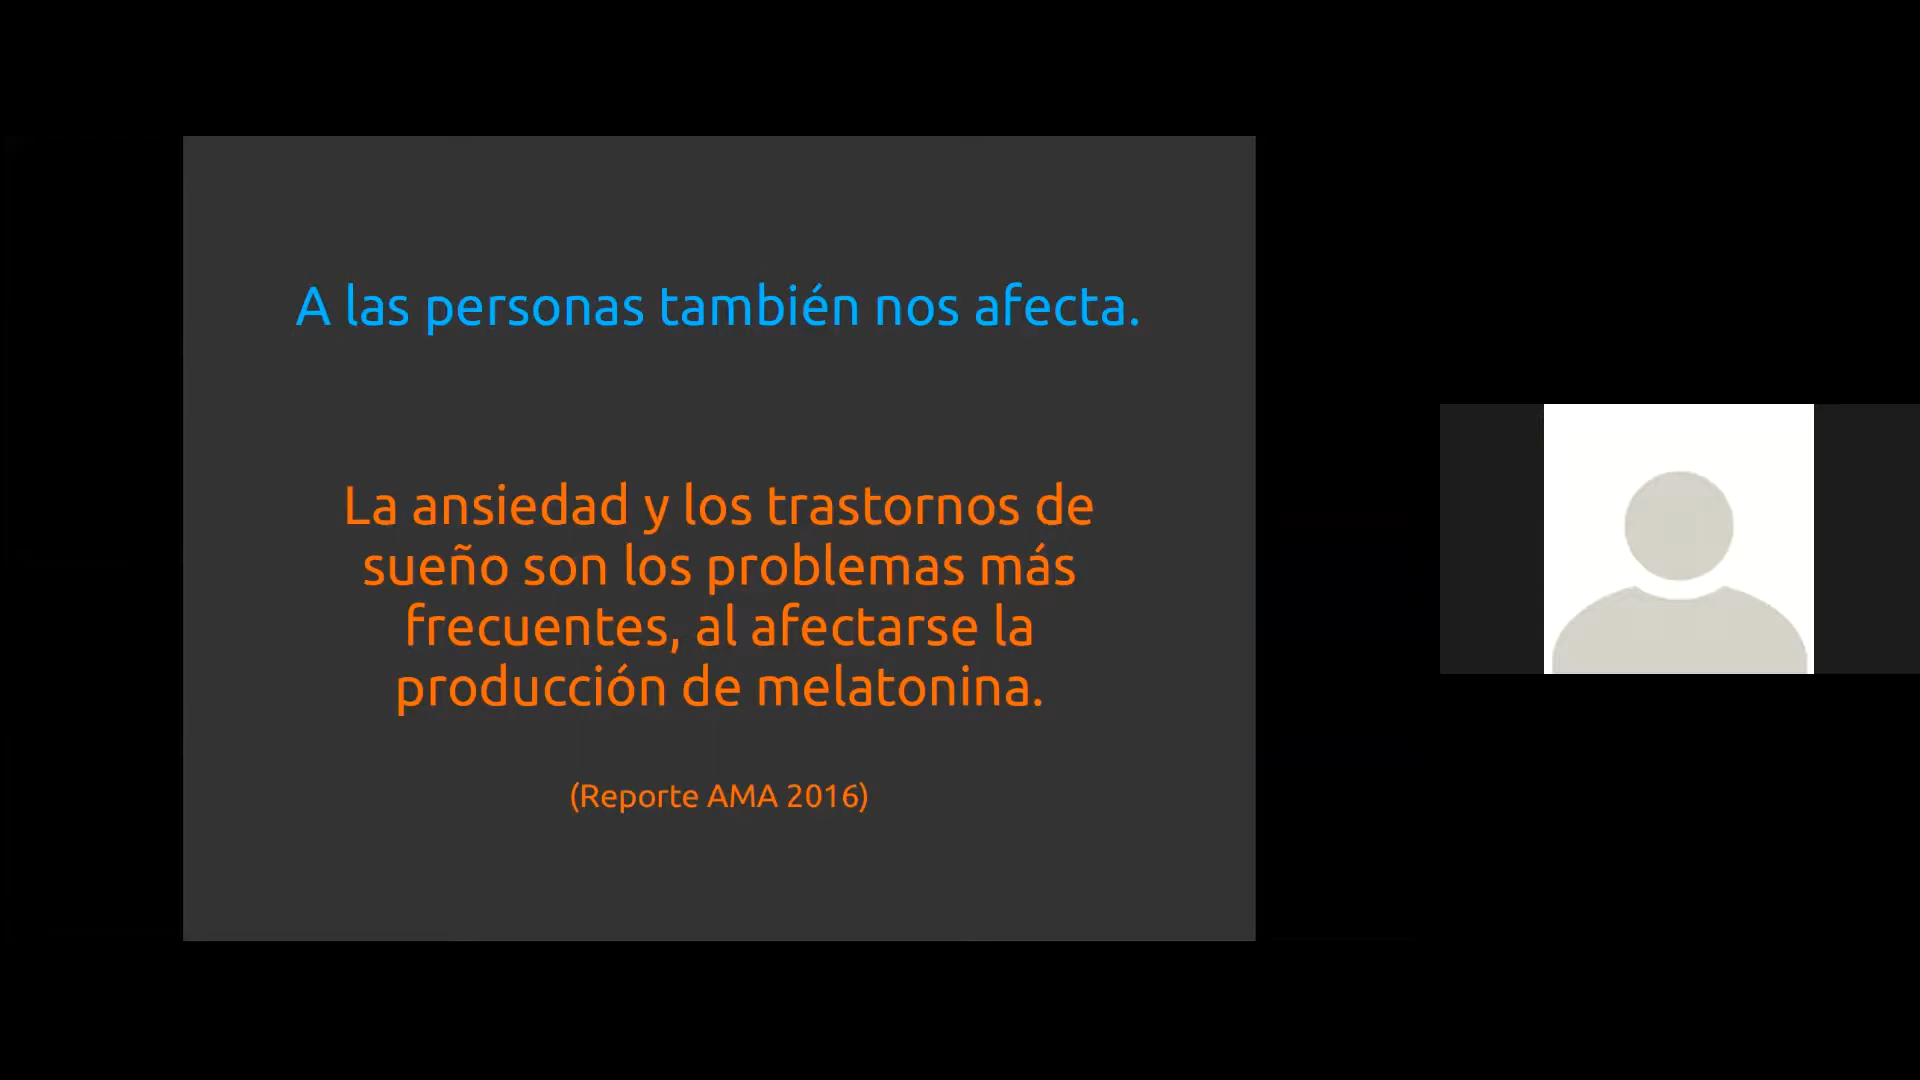 A las personas también nos afecta.
La ansiedad y los trastornos de
sueño son los problemas más
frecuentes, al afectarse la
producción de melatonina.
(Reporte AMA 2016)